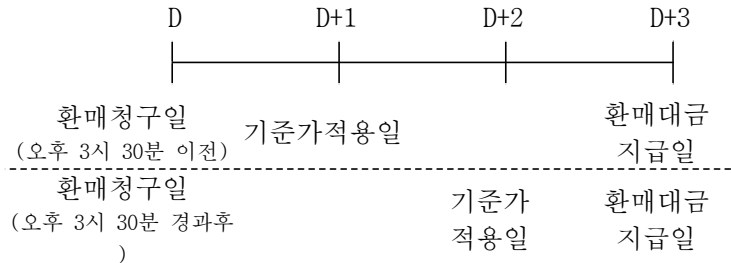 D D+1 D+2 D+3
환매청구일
(오후 3시 30분 이전)
기준가적용일
환매대금
지급일
환매청구일
(오후 3시 30분 경과후
)
기준가
적용일
환매대금
지급일